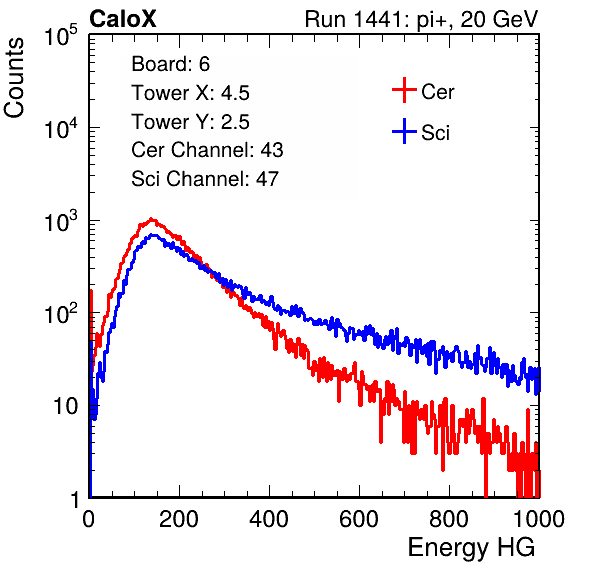 CaloX Run 1441: pi+, 20 GeV
Counts
10^5
10^4
10^3
10^2
10
1
Board: 6
Tower X: 4.5
Tower Y: 2.5
Cer Channel: 43
Sci Channel: 47
Cer
Sci
0 200 400 600 800 1000
Energy HG